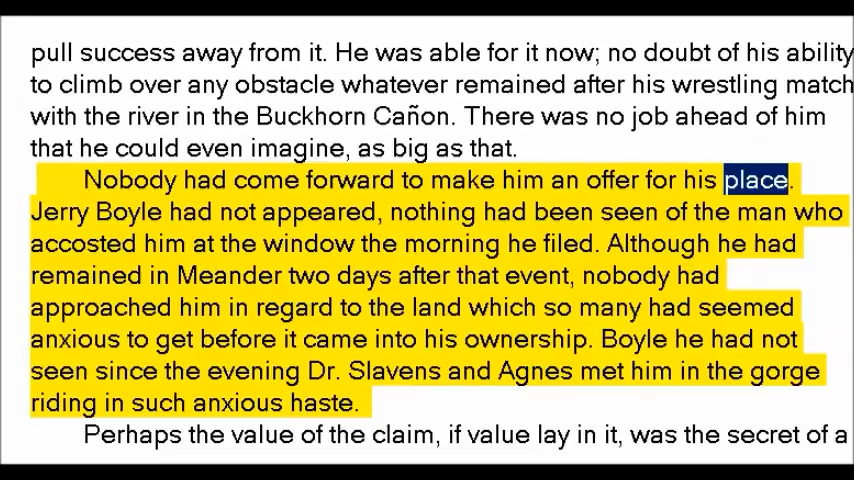 pull success away from it. He was able for it now; no doubt of his ability
to climb over any obstacle whatever remained after his wrestling match
with the river in the Buckhorn Cañon. There was no job ahead of him
that he could even imagine, as big as that.
Nobody had come forward to make him an offer for his place.
Jerry Boyle had not appeared, nothing had been seen of the man who
accosted him at the window the morning he filed. Although he had
remained in Meander two days after that event, nobody had
approached him in regard to the land which so many had seemed
anxious to get before it came into his ownership. Boyle he had not
seen since the evening Dr. Slavens and Agnes met him in the gorge
riding in such anxious haste.
Perhaps the value of the claim, if value lay in it, was the secret of a